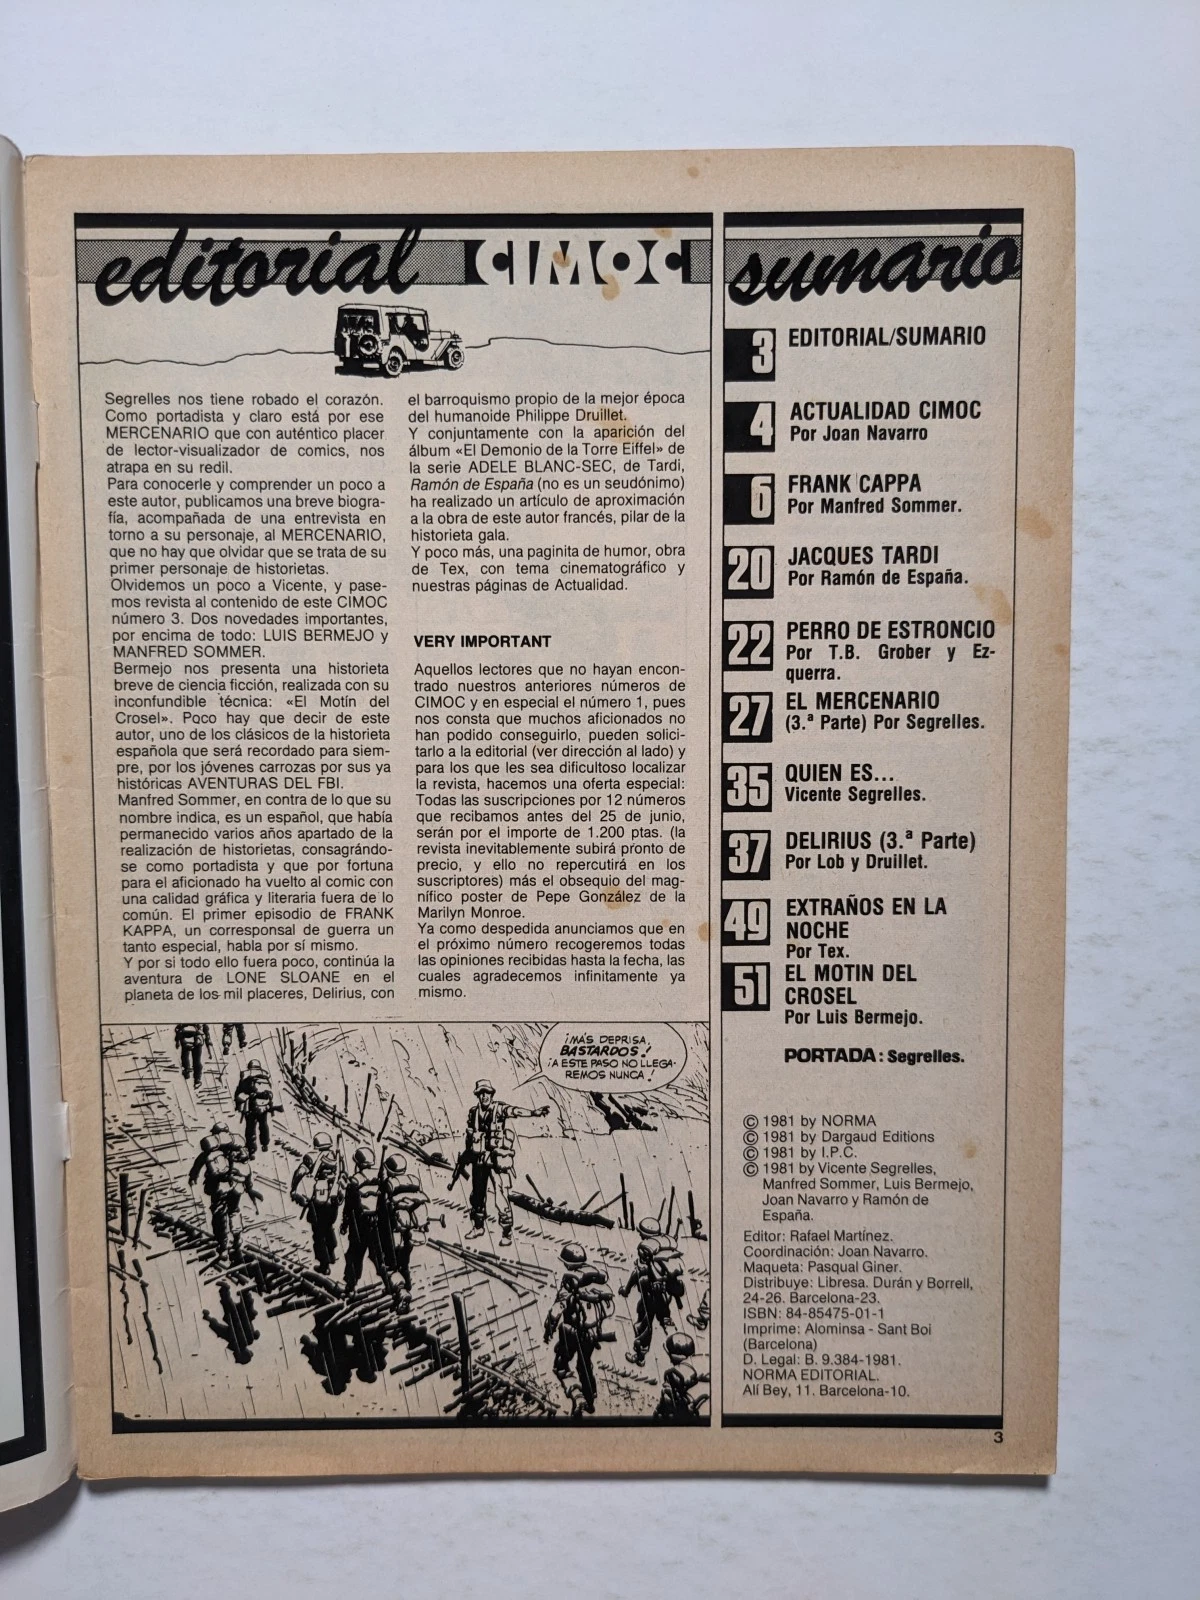 editorial CIMOC
Segrelles nos tiene robado el corazón.
Como portadista y claro está por ese
MERCENARIO que con auténtico placer
de lector-visualizador de comics, nos
atrapa en su redil.
Para conocerle y comprender un poco a
este autor, publicamos una breve biogra-
fía, acompañada de una entrevista en
torno a su personaje, al MERCENARIO,
que no hay que olvidar que se trata de su
primer personaje de historietas.
Olvidemos un poco a Vicente, y pase-
mos revista al contenido de este CIMOC
número 3. Dos novedades importantes,
por encima de todo: LUIS BERMEJO y
MANFRED SOMMER.
Bermejo nos presenta una historieta
breve de ciencia ficción, realizada con su
inconfundible técnica: «El Motín del
Crosel». Poco hay que decir de este
autor, uno de los clásicos de la historieta
española que será recordado para siem-
pre, por los jóvenes carrozas por sus ya
históricas AVENTURAS DEL FBI.
Manfred Sommer, en contra de lo que su
nombre indica, es un español, que había
permanecido varios años apartado de la
realización de historietas, consagrándo-
se como portadista y que por fortuna
para el aficionado ha vuelto al comic con
una calidad gráfica y literaria fuera de lo
común. El primer episodio de FRANK
KAPPA, un corresponsal de guerra un
tanto especial, habla por sí mismo.
Y por si todo ello fuera poco, continúa la
aventura de LONE SLOANE en el
planeta de los mil placeres, Delirius, con
el barroquismo propio de la mejor época
del humanoide Philippe Druillet.
Y conjuntamente con la aparición del
álbum «El Demonio de la Torre Eiffel» de
la serie ADELE BLANC-SEC, de Tardi,
Ramón de España (no es un seudónimo)
ha realizado un artículo de aproximación
a la obra de este autor francés, pilar de la
historieta gala.
Y poco más, una paginita de humor, obra
de Tex, con tema cinematográfico y
nuestras páginas de Actualidad.
VERY IMPORTANT
Aquellos lectores que no hayan encon-
trado nuestros anteriores números de
CIMOC y en especial el número 1, pues
nos consta que muchos aficionados no
han podido conseguirlo, pueden solici-
tarlo a la editorial (ver dirección al lado) y
para los que les sea dificultoso localizar
la revista, hacemos una oferta especial:
Todas las suscripciones por 12 números
que recibamos antes del 25 de junio,
serán por el importe de 1.200 ptas. (la
revista inevitablemente subirá pronto de
precio, y ello no repercutirá en los
suscriptores) más el obsequio del mag-
nífico poster de Pepe González de la
Marilyn Monroe.
Ya como despedida anunciamos que en
el próximo número recogeremos todas
las opiniones recibidas hasta la fecha, las
cuales agradecemos infinitamente ya
mismo.
¡MÁS DEPRISA,
BASTARDOS!
¡A ESTE PASO NO LLEGA-
REMOS NUNCA!
sumario
3 EDITORIAL/SUMARIO
4 ACTUALIDAD CIMOC
Por Joan Navarro
6 FRANK CAPPA
Por Manfred Sommer.
20 JACQUES TARDI
Por Ramón de España.
22 PERRO DE ESTRONCIO
Por T.B. Grober y Ez-
querra.
27 EL MERCENARIO
(3.ª Parte) Por Segrelles.
35 QUIEN ES...
Vicente Segrelles.
37 DELIRIUS (3.ª Parte)
Por Lob y Druillet.
49 EXTRAÑOS EN LA
NOCHE
Por Tex.
51 EL MOTIN DEL
CROSEL
Por Luis Bermejo.
PORTADA: Segrelles.
© 1981 by NORMA
© 1981 by Dargaud Editions
© 1981 by I.P.C.
© 1981 by Vicente Segrelles,
Manfred Sommer, Luis Bermejo,
Joan Navarro y Ramón de
España.
Editor: Rafael Martínez.
Coordinación: Joan Navarro.
Maqueta: Pasqual Giner.
Distribuye: Libresa. Durán y Borrell,
24-26. Barcelona-23.
ISBN: 84-85475-01-1
Imprime: Alominsa - Sant Boi
(Barcelona)
D. Legal: B. 9.384-1981.
NORMA EDITORIAL.
Alí Bey, 11. Barcelona-10.
3